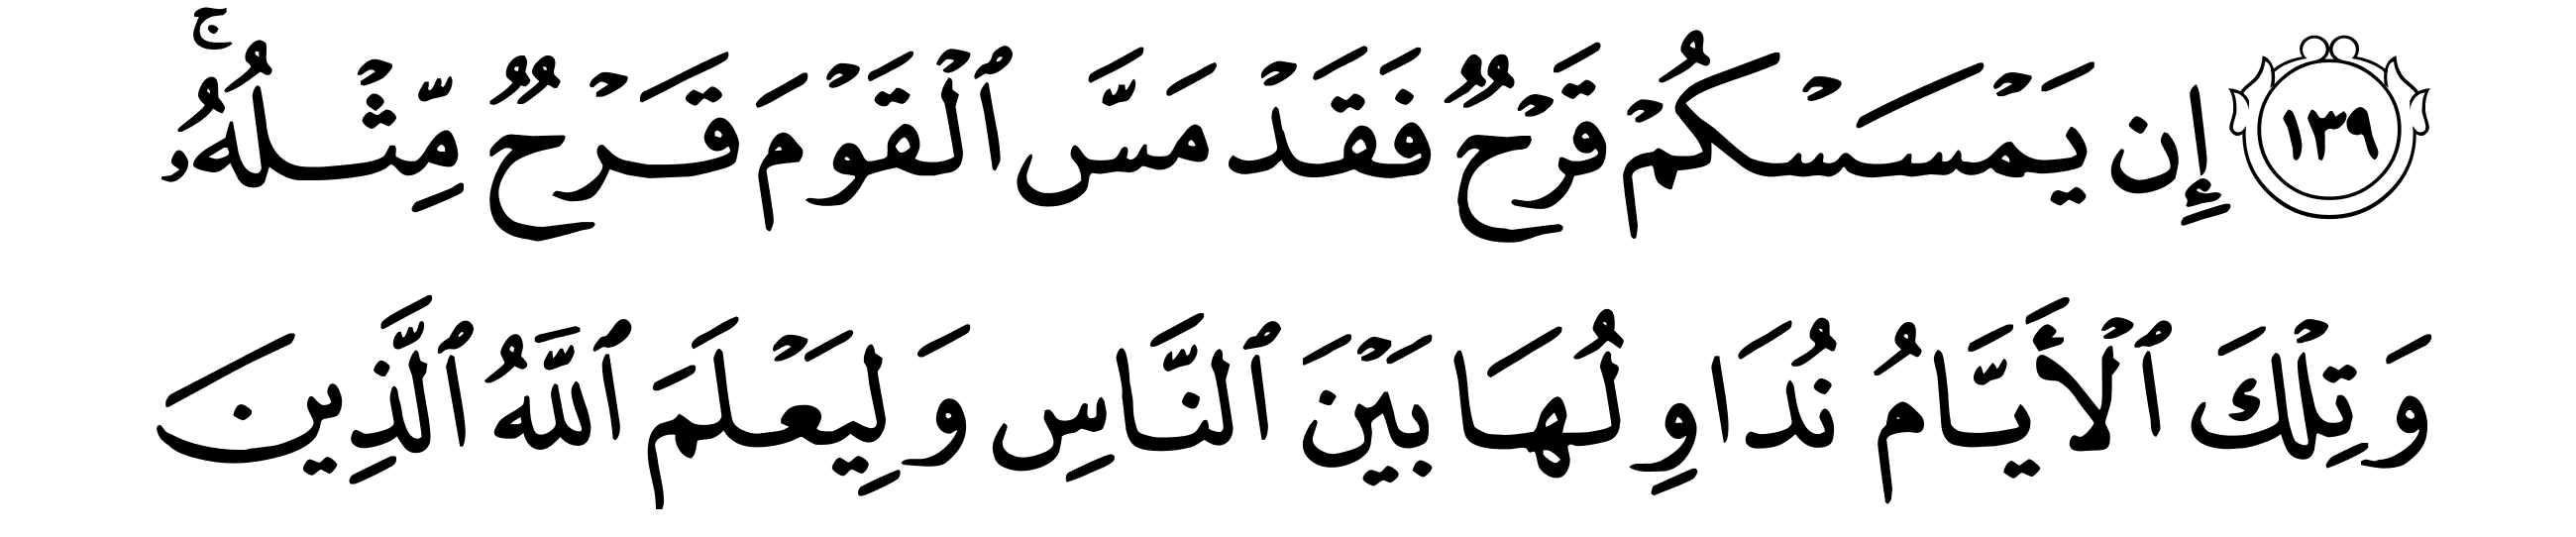 ١٣٩ إِن يَمْسَسْكُمْ قَرْحٌ فَقَدْ مَسَّ ٱلْقَوْمَ قَرْحٌ مِّثْلُهُۥ ۚ
وَتِلْكَ ٱلْأَيَّامُ نُدَاوِلُهَا بَيْنَ ٱلنَّاسِ وَلِيَعْلَمَ ٱللَّهُ ٱلَّذِينَ